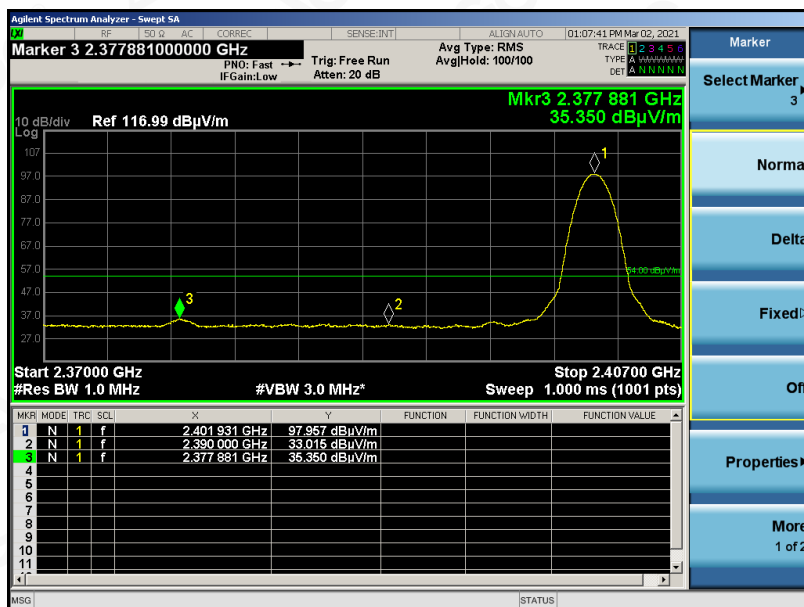 Agilent Spectrum Analyzer - Swept SA
LXI RF 50 Ω AC CORREC SENSE:INT ALIGN AUTO 01:07:41 PM Mar 02, 2021
Marker 3 2.377881000000 GHz
PNO: Fast
IFGain:Low
Trig: Free Run
Atten: 20 dB
Avg Type: RMS
Avg|Hold: 100/100
TRACE 1 2 3 4 5 6
TYPE A WWWWW
DET A N N N N N
Mkr3 2.377 881 GHz
35.350 dBµV/m
10 dB/div Ref 116.99 dBµV/m
Log
107
97.0
87.0
77.0
67.0
57.0
47.0
37.0
27.0
1
2
3
54.00 dBµV/m
Start 2.37000 GHz Stop 2.40700 GHz
#Res BW 1.0 MHz #VBW 3.0 MHz* Sweep 1.000 ms (1001 pts)
MKR MODE TRC SCL X Y FUNCTION FUNCTION WIDTH FUNCTION VALUE
1 N 1 f 2.401 931 GHz 97.957 dBµV/m
2 N 1 f 2.390 000 GHz 33.015 dBµV/m
3 N 1 f 2.377 881 GHz 35.350 dBµV/m
4
5
6
7
8
9
10
11
MSG STATUS
Marker
Select Marker
3
Norma
Delta
Fixed
Of
Properties
More
1 of 2